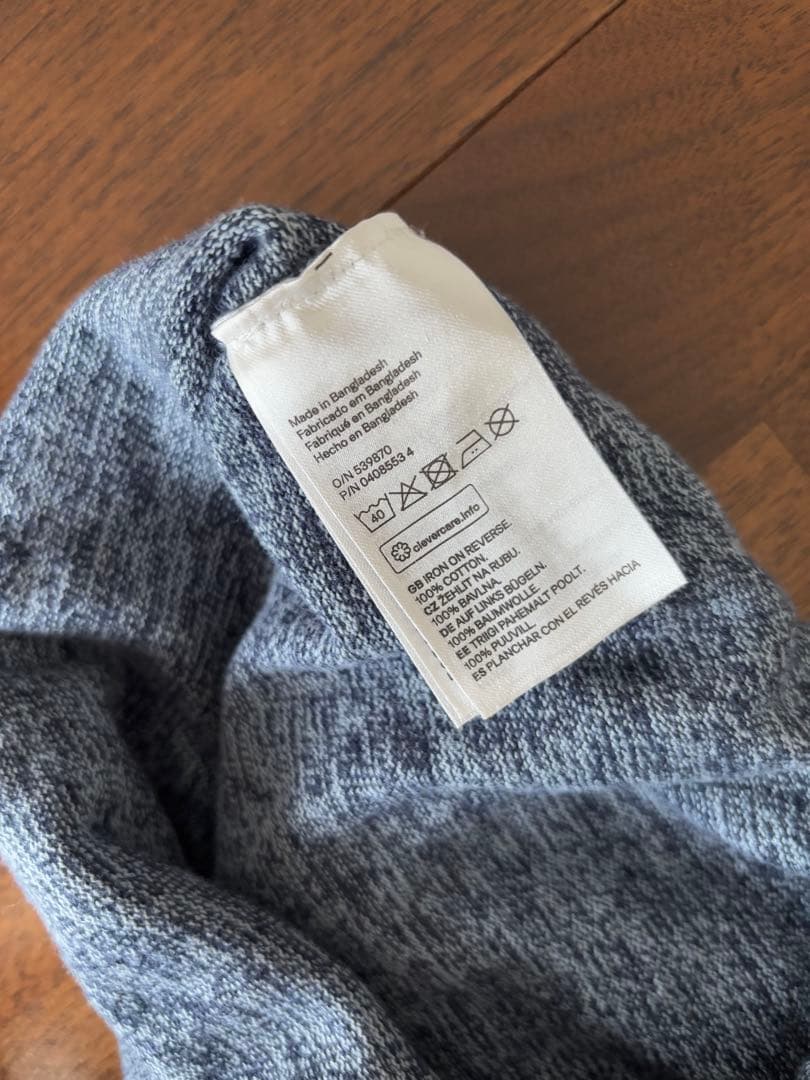 Made in Bangladesh
Fabricado em Bangladesh
Fabriqué en Bangladesh
Hecho en Bangladesh
O/N 539870
P/N 0408553 4
40
clevercare.info
GB IRON ON REVERSE.
100% COTTON.
CZ ŽEHLIT NA RUBU.
100% BAVLNA.
DE AUF LINKS BÜGELN.
100% BAUMWOLLE.
EE TRIIGI PAHEMALT POOLT.
100% PUUVILL.
ES PLANCHAR CON EL REVÉS HACIA